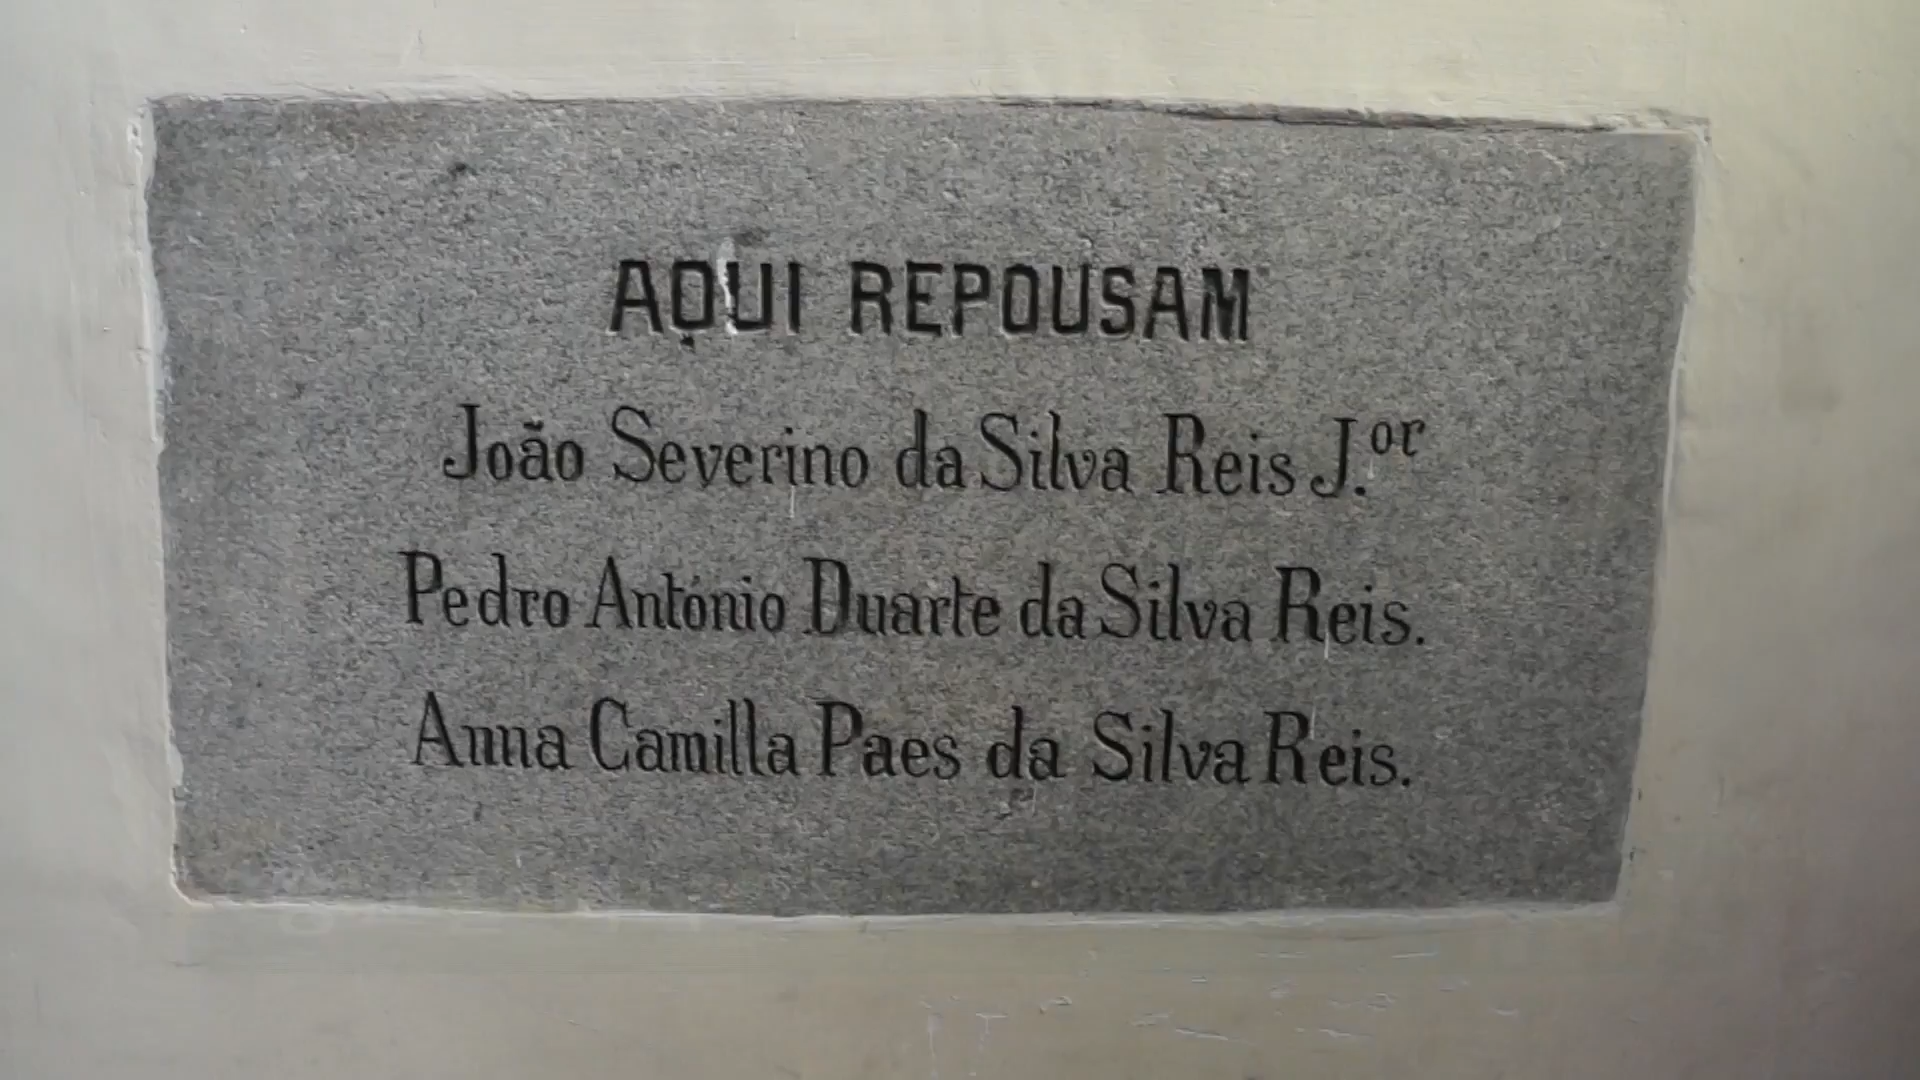 AQUI REPOUSAM
João Severino da Silva Reis J.or
Pedro António Duarte da Silva Reis.
Anna Camilla Paes da Silva Reis.